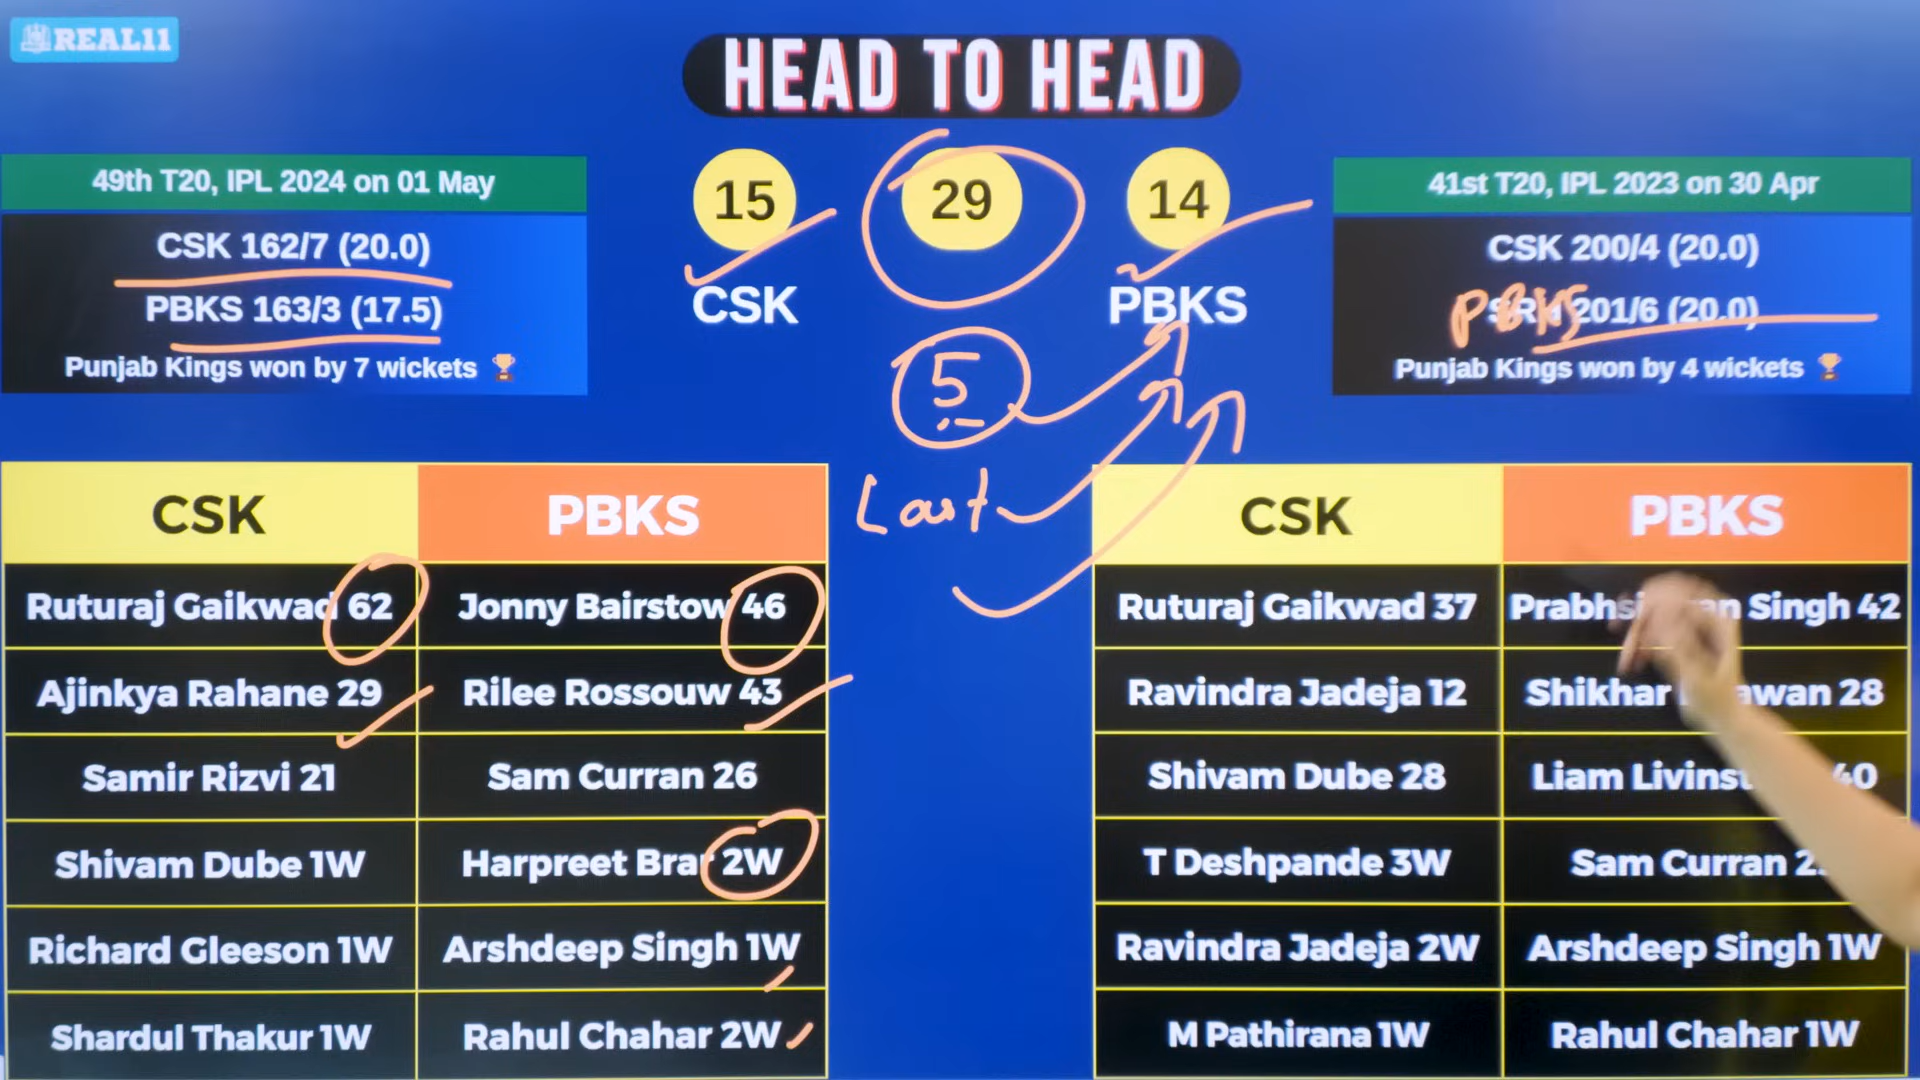 REAL11
HEAD TO HEAD
49th T20, IPL 2024 on 01 May
CSK 162/7 (20.0)
PBKS 163/3 (17.5)
Punjab Kings won by 7 wickets
15
29
14
CSK
PBKS
5
Last
41st T20, IPL 2023 on 30 Apr
CSK 200/4 (20.0)
PBKS 201/6 (20.0)
Punjab Kings won by 4 wickets
CSK PBKS
Ruturaj Gaikwad 62 Jonny Bairstow 46
Ajinkya Rahane 29 Rilee Rossouw 43
Samir Rizvi 21 Sam Curran 26
Shivam Dube 1W Harpreet Brar 2W
Richard Gleeson 1W Arshdeep Singh 1W
Shardul Thakur 1W Rahul Chahar 2W
CSK PBKS
Ruturaj Gaikwad 37 Singh 42
Ravindra Jadeja 12 Shikhar 28
Shivam Dube 28 Liam 40
T Deshpande 3W Sam Curran
Ravindra Jadeja 2W Arshdeep Singh 1W
M Pathirana 1W Rahul Chahar 1W